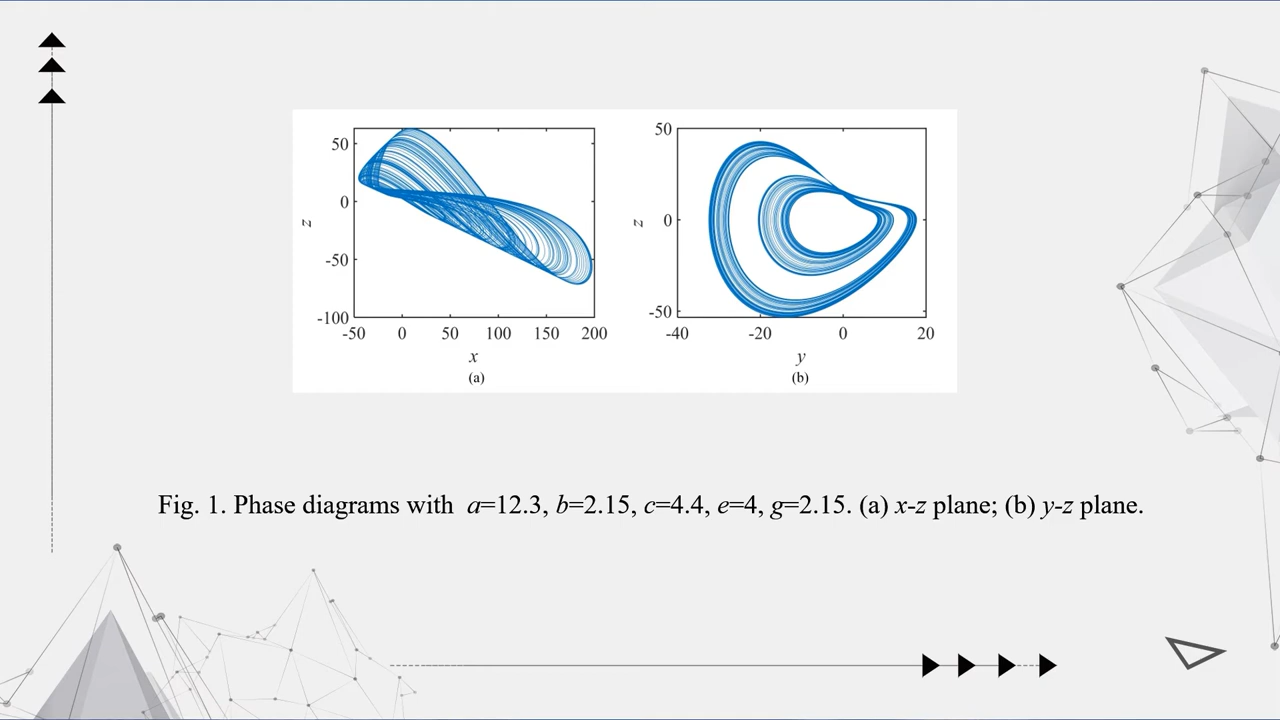 50
0
-50
-100
z
-50 0 50 100 150 200
x
(a)
50
0
-50
z
-40 -20 0 20
y
(b)
Fig. 1. Phase diagrams with a=12.3, b=2.15, c=4.4, e=4, g=2.15. (a) x-z plane; (b) y-z plane.